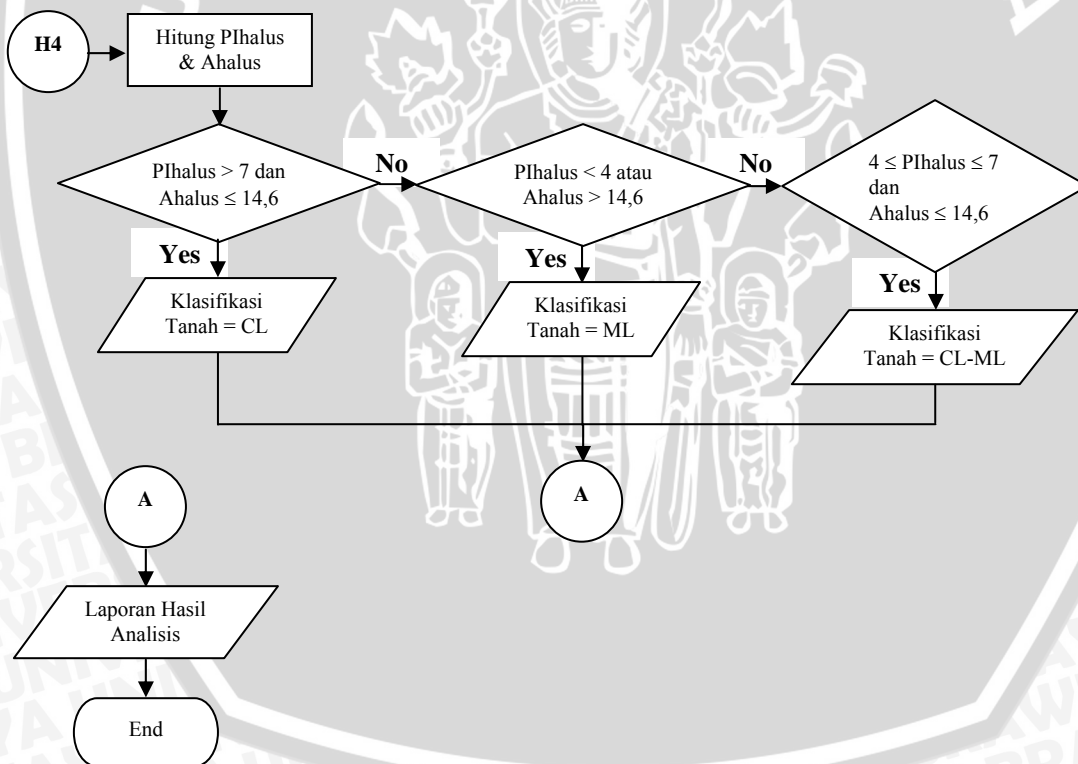 H4
Hitung PIhalus
& Ahalus
PIhalus > 7 dan
Ahalus ≤ 14,6
No
PIhalus < 4 atau
Ahalus > 14,6
No
4 ≤ PIhalus ≤ 7
dan
Ahalus ≤ 14,6
Yes
Yes
Yes
Klasifikasi
Tanah = CL
Klasifikasi
Tanah = ML
Klasifikasi
Tanah = CL-ML
A
A
Laporan Hasil
Analisis
End